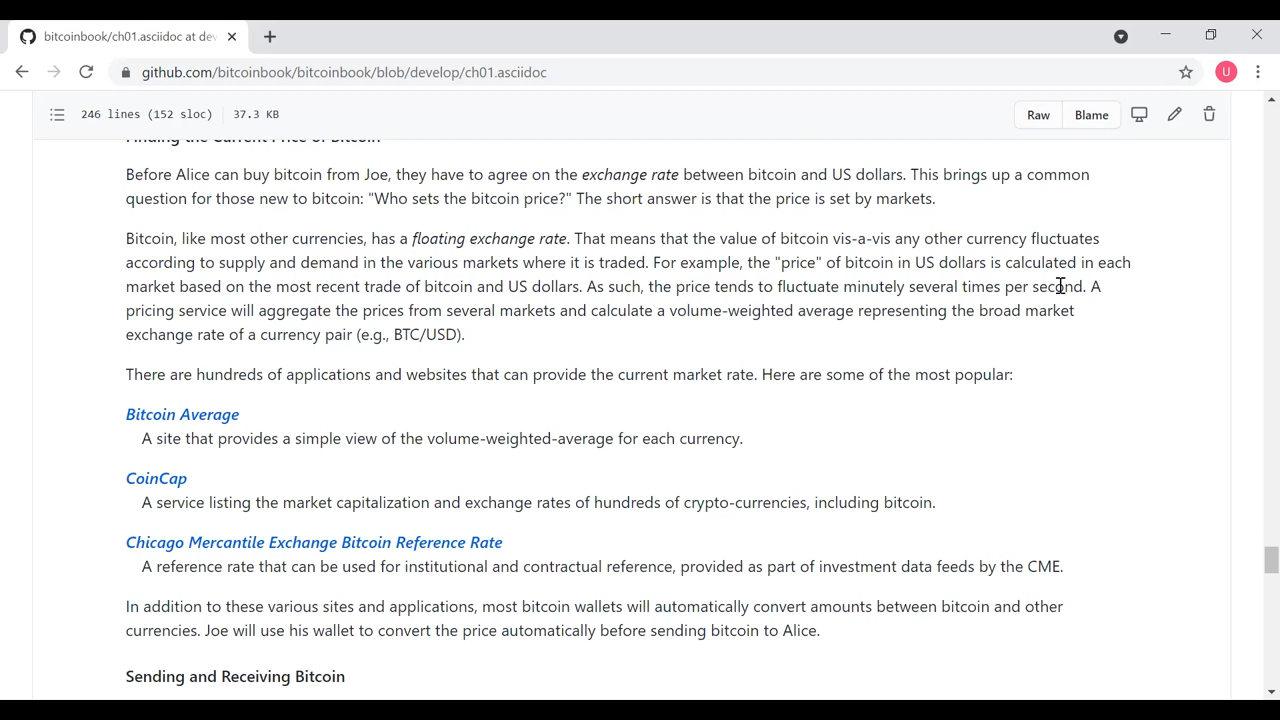 bitcoinbook/ch01.asciidoc at dev
github.com/bitcoinbook/bitcoinbook/blob/develop/ch01.asciidoc
U
246 lines (152 sloc) 37.3 KB
Raw Blame
Finding the Current Price of Bitcoin
Before Alice can buy bitcoin from Joe, they have to agree on the exchange rate between bitcoin and US dollars. This brings up a common
question for those new to bitcoin: "Who sets the bitcoin price?" The short answer is that the price is set by markets.
Bitcoin, like most other currencies, has a floating exchange rate. That means that the value of bitcoin vis-a-vis any other currency fluctuates
according to supply and demand in the various markets where it is traded. For example, the "price" of bitcoin in US dollars is calculated in each
market based on the most recent trade of bitcoin and US dollars. As such, the price tends to fluctuate minutely several times per second. A
pricing service will aggregate the prices from several markets and calculate a volume-weighted average representing the broad market
exchange rate of a currency pair (e.g., BTC/USD).
There are hundreds of applications and websites that can provide the current market rate. Here are some of the most popular:
Bitcoin Average
A site that provides a simple view of the volume-weighted-average for each currency.
CoinCap
A service listing the market capitalization and exchange rates of hundreds of crypto-currencies, including bitcoin.
Chicago Mercantile Exchange Bitcoin Reference Rate
A reference rate that can be used for institutional and contractual reference, provided as part of investment data feeds by the CME.
In addition to these various sites and applications, most bitcoin wallets will automatically convert amounts between bitcoin and other
currencies. Joe will use his wallet to convert the price automatically before sending bitcoin to Alice.
Sending and Receiving Bitcoin